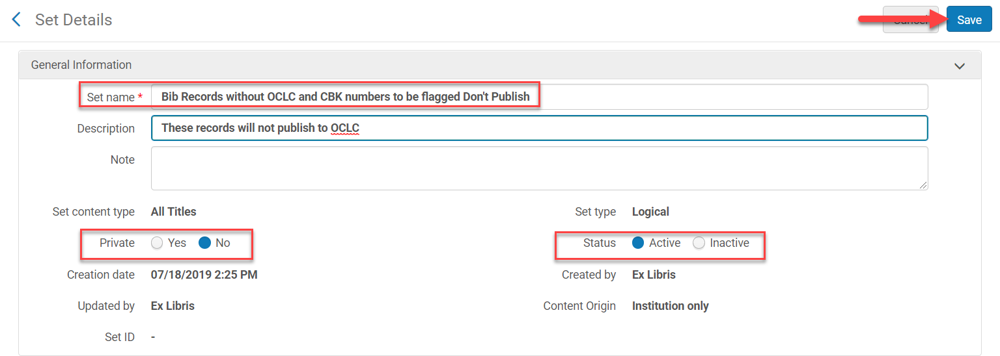 Set Details
Save
General Information
Set name * Bib Records without OCLC and CBK numbers to be flagged Don't Publish
Description These records will not publish to OCLC
Note
Set content type All Titles Set type Logical
Private Yes No Status Active Inactive
Creation date 07/18/2019 2:25 PM Created by Ex Libris
Updated by Ex Libris Content Origin Institution only
Set ID -